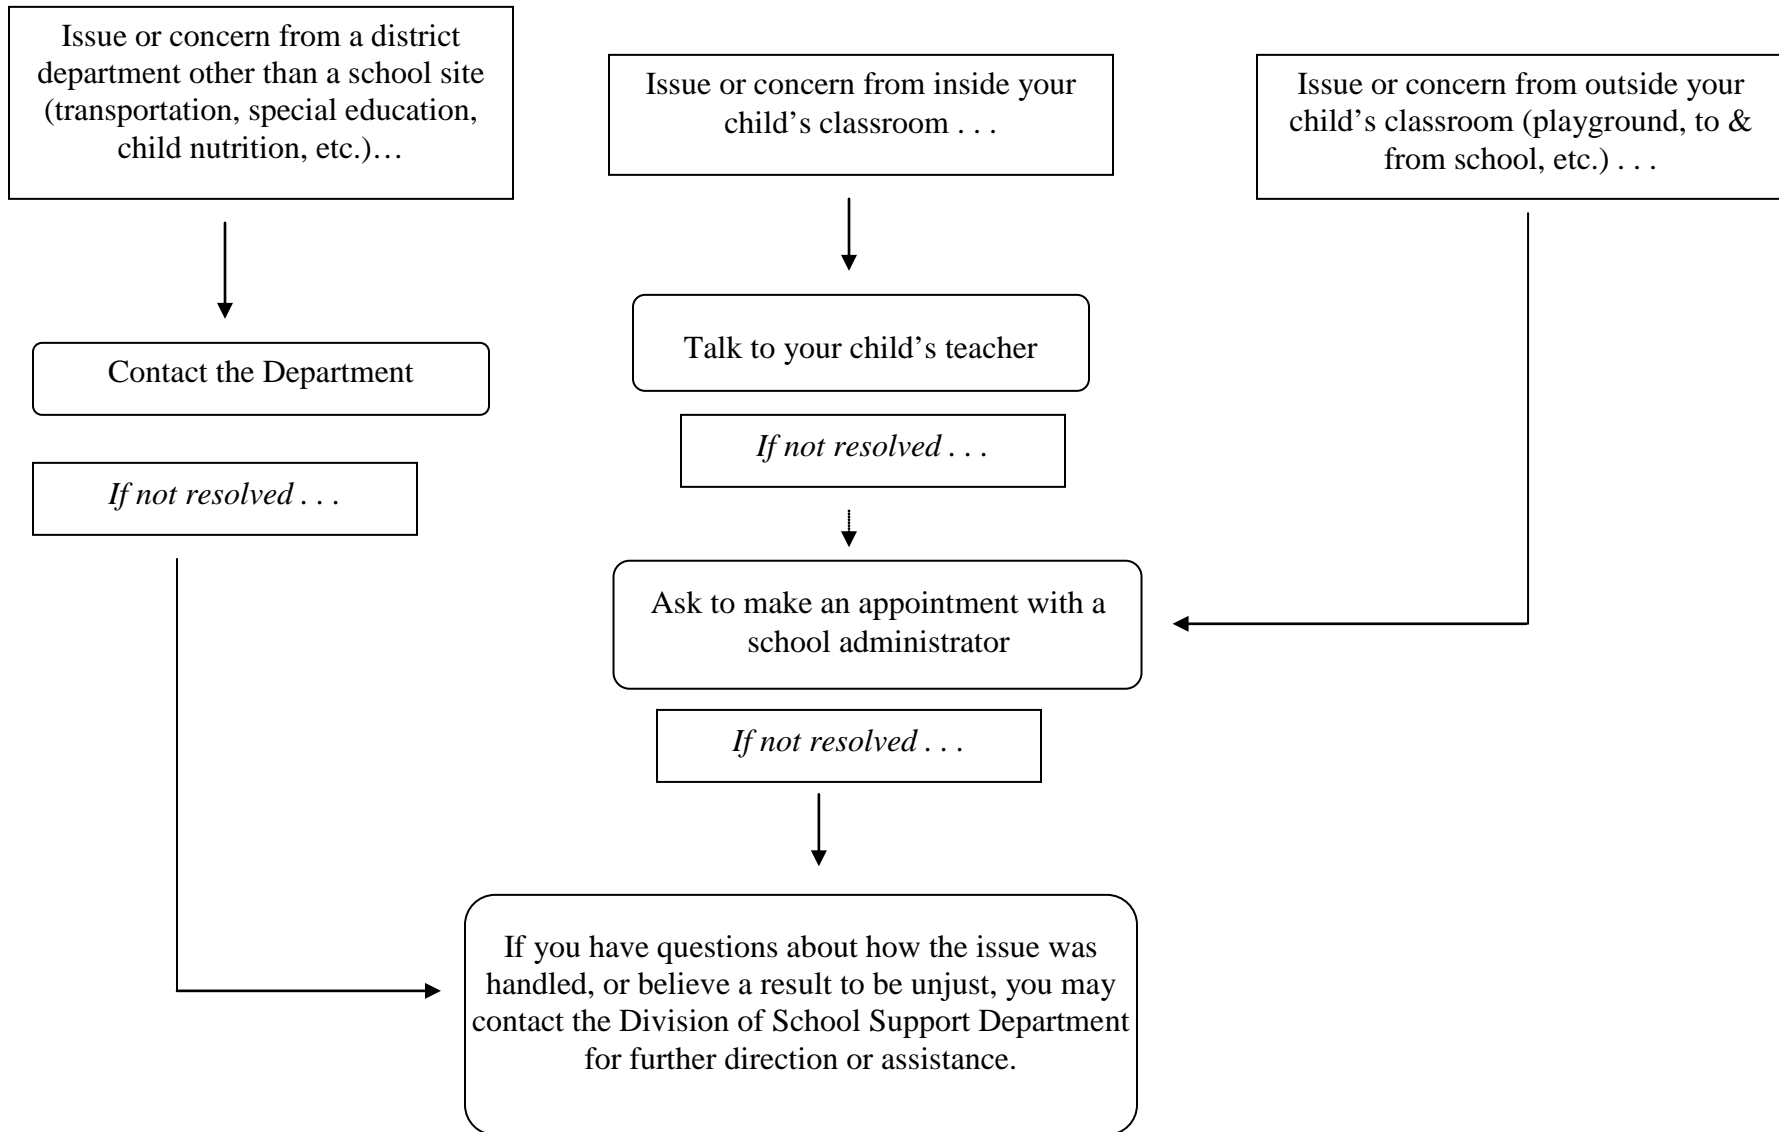 Issue or concern from a district
department other than a school site
(transportation, special education,
child nutrition, etc.)…
Issue or concern from inside your
child’s classroom . . .
Issue or concern from outside your
child’s classroom (playground, to &
from school, etc.) . . .
Contact the Department
Talk to your child’s teacher
If not resolved . . .
If not resolved . . .
Ask to make an appointment with a
school administrator
If not resolved . . .
If you have questions about how the issue was
handled, or believe a result to be unjust, you may
contact the Division of School Support Department
for further direction or assistance.